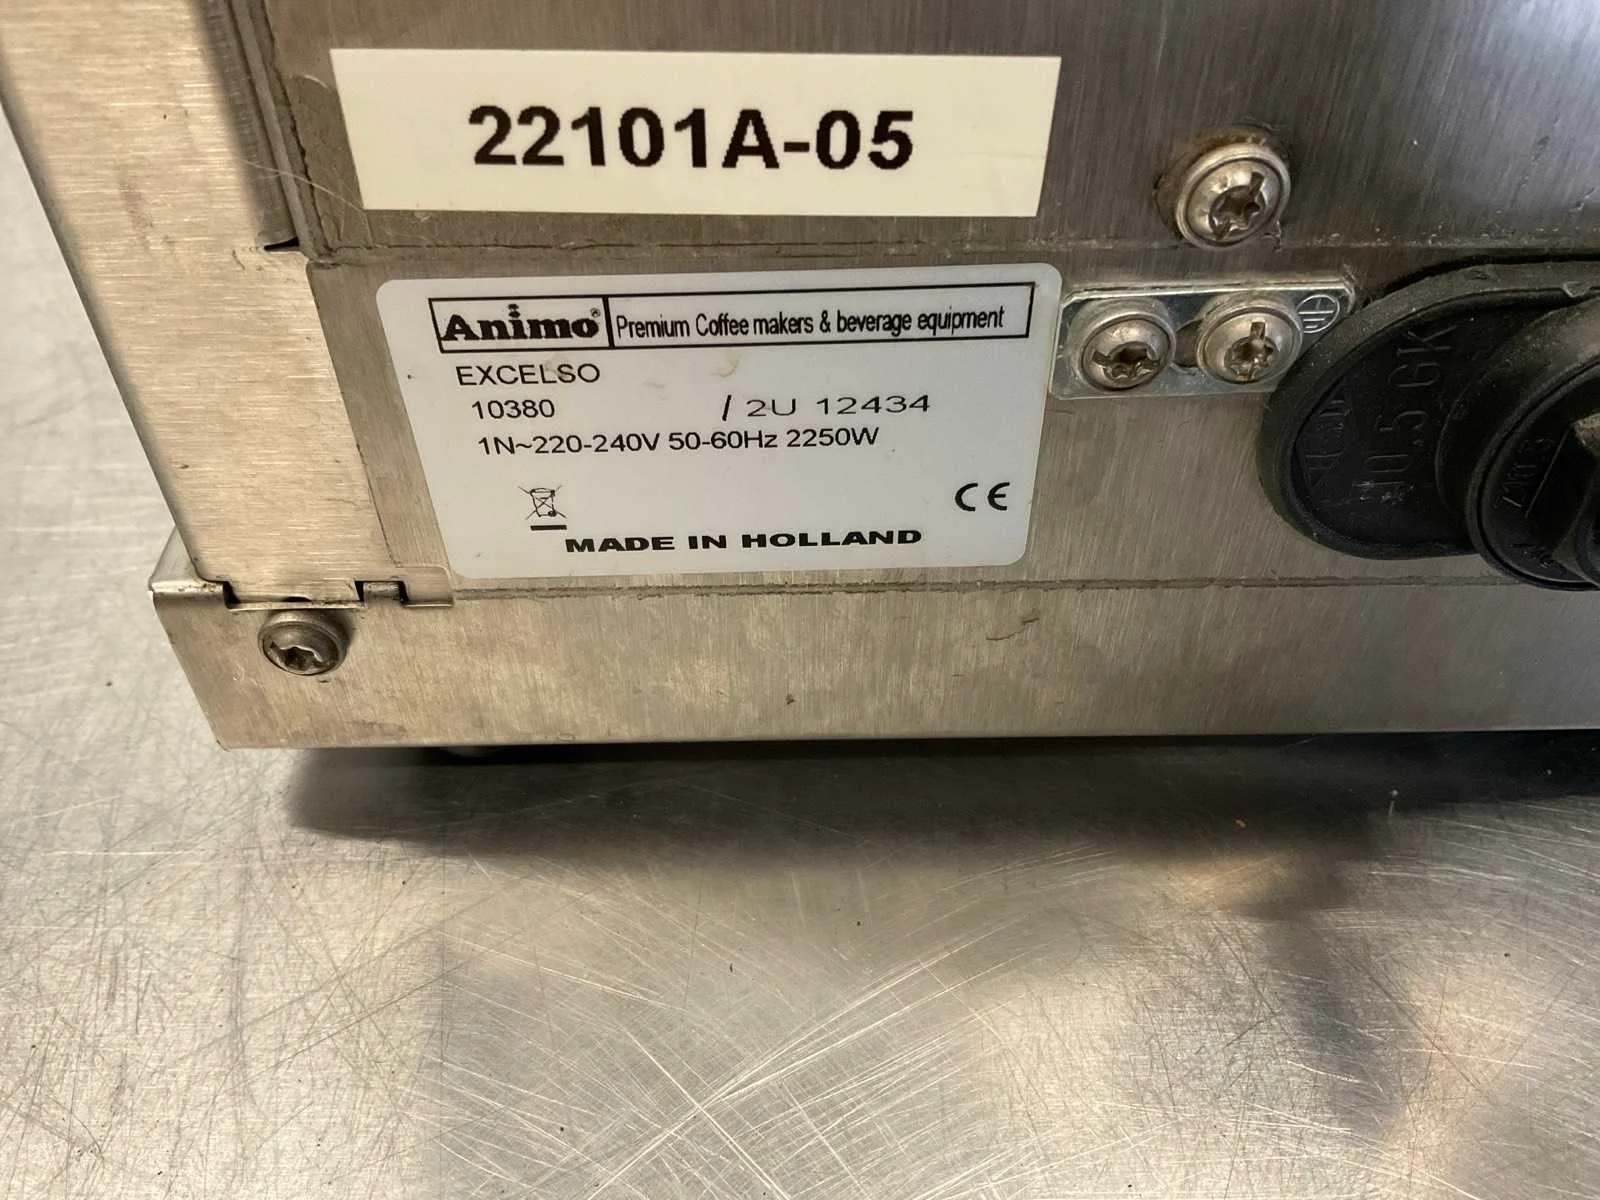 22101A-05
Animo® Premium Coffee makers & beverage equipment
EXCELSO
10380 / 2U 12434
1N~220-240V 50-60Hz 2250W
CE
MADE IN HOLLAND